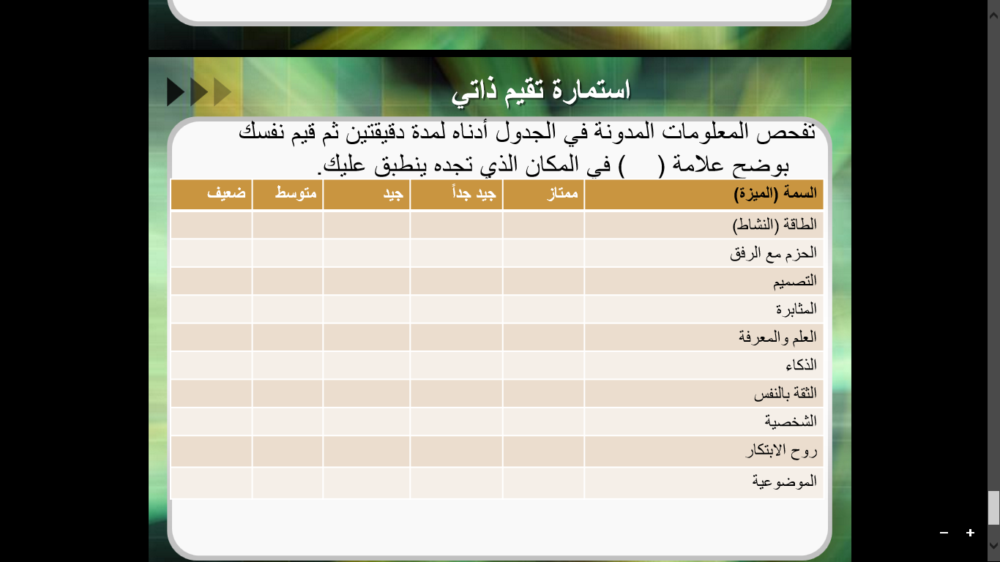 استمارة تقيم ذاتي
تفحص المعلومات المدونة في الجدول أدناه لمدة دقيقتين ثم قيم نفسك
بوضح علامة (    ) في المكان الذي تجده ينطبق عليك.
السمة (الميزة) ممتاز جيد جداً جيد متوسط ضعيف
الطاقة (النشاط)
الحزم مع الرفق
التصميم
المثابرة
العلم والمعرفة
الذكاء
الثقة بالنفس
الشخصية
روح الابتكار
الموضوعية